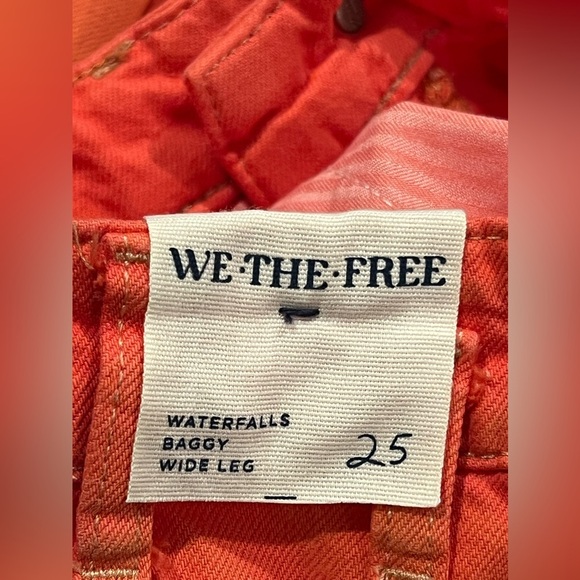 WE·THE·FREE
WATERFALLS
BAGGY
WIDE LEG
25